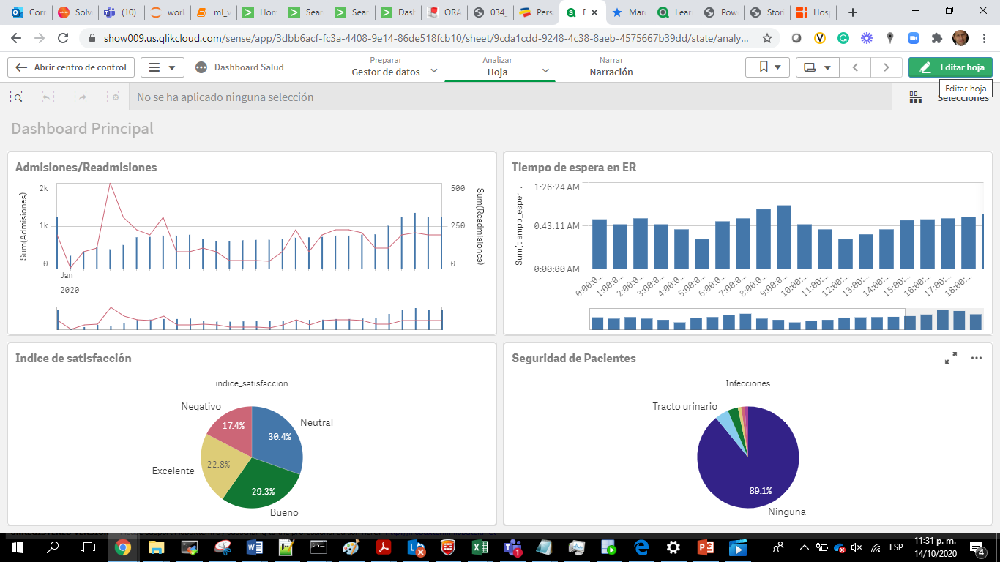 Corr
Solv
(10)
work
ml_v
Hom
Sear
Sear
Dash
ORA
034_
Pers
D
Mar
Lear
Pow
Stor
Hosp
show009.us.qlikcloud.com/sense/app/3dbb6acf-fc3a-4408-9e14-86de518fcb10/sheet/9cda1cdd-9248-4c38-8aeb-4575667b39dd/state/analy...
Abrir centro de control
Dashboard Salud
Preparar
Gestor de datos
Analizar
Hoja
Narrar
Narración
Editar hoja
Editar hoja
No se ha aplicado ninguna selección
Selecciones
Dashboard Principal
Admisiones/Readmisiones
Sum(Admisiones)
2k
1k
0
500
250
0
Sum(Readmisiones)
Jan
2020
Tiempo de espera en ER
Sum(tiempo_esper...
1:26:24 AM
0:43:11 AM
0:00:00 AM
0:00:0...
1:00:0...
2:00:0...
3:00:0...
4:00:0...
5:00:0...
6:00:0...
7:00:0...
8:00:0...
9:00:0...
10:00:...
11:00:...
12:00:...
13:00:...
14:00:...
15:00:...
16:00:...
17:00:...
18:00:...
Indice de satisfacción
indice_satisfaccion
Negativo
17.4%
Neutral
30.4%
Excelente
22.8%
29.3%
Bueno
Seguridad de Pacientes
Infecciones
Tracto urinario
89.1%
Ninguna
ESP
11:31 p. m.
14/10/2020
1
4